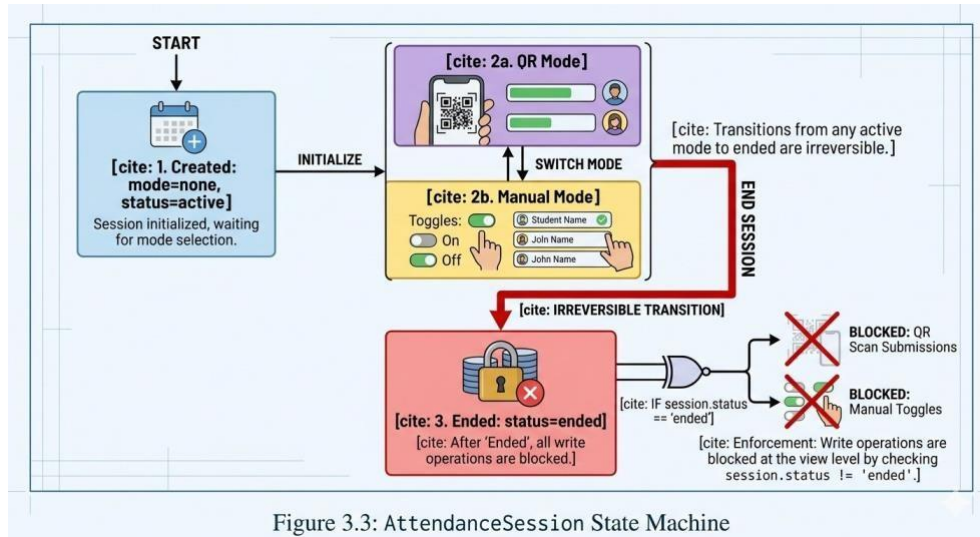 START
[cite: 1. Created:
mode=none,
status=active]
Session initialized, waiting
for mode selection.
INITIALIZE
[cite: 2a. QR Mode]
SWITCH MODE
[cite: 2b. Manual Mode]
Toggles:
On
Off
Student Name
Joln Name
John Name
[cite: Transitions from any active
mode to ended are irreversible.]
END SESSION
[cite: IRREVERSIBLE TRANSITION]
[cite: 3. Ended: status=ended]
[cite: After 'Ended', all write
operations are blocked.]
[cite: IF session.status
== 'ended']
BLOCKED: QR
Scan Submissions
BLOCKED:
Manual Toggles
[cite: Enforcement: Write operations are
blocked at the view level by checking
session.status != 'ended'.]
Figure 3.3: AttendanceSession State Machine